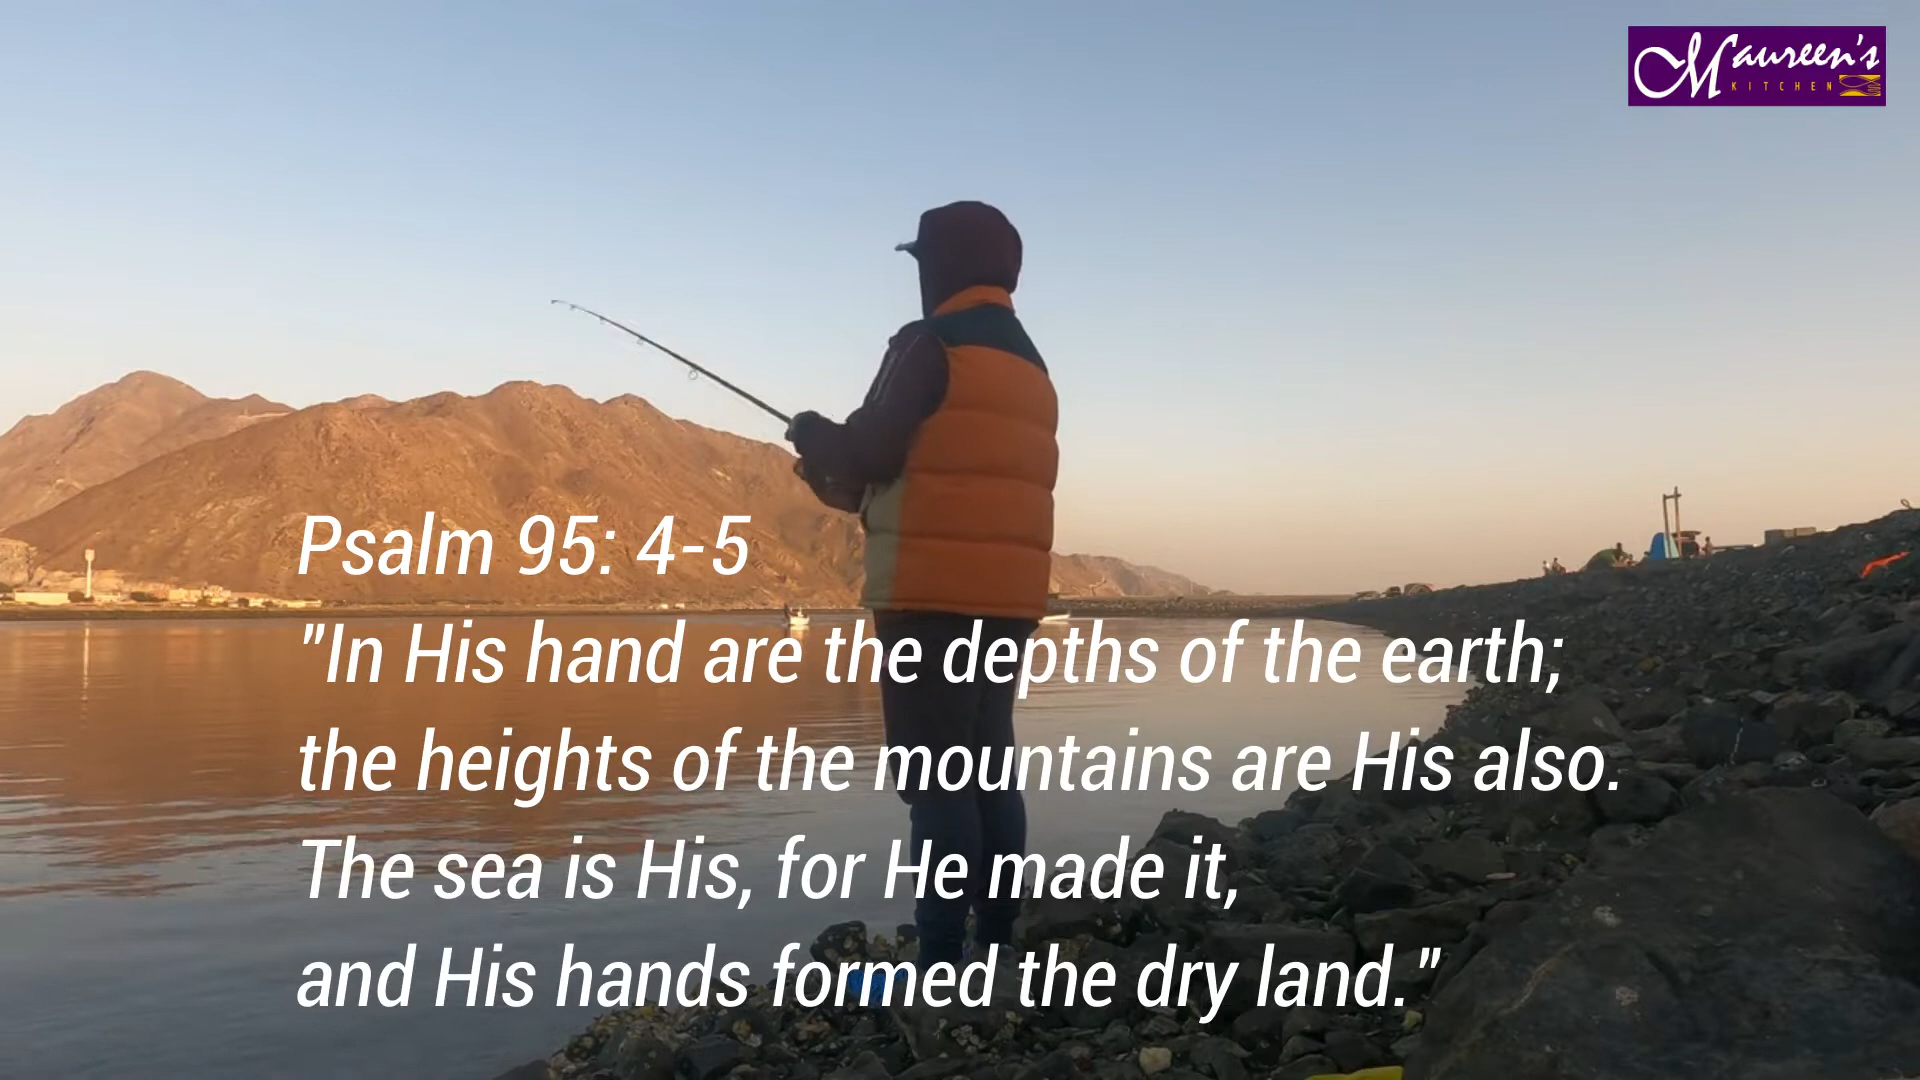 Maureen's
KITCHEN
Psalm 95: 4-5
"In His hand are the depths of the earth;
the heights of the mountains are His also.
The sea is His, for He made it,
and His hands formed the dry land."